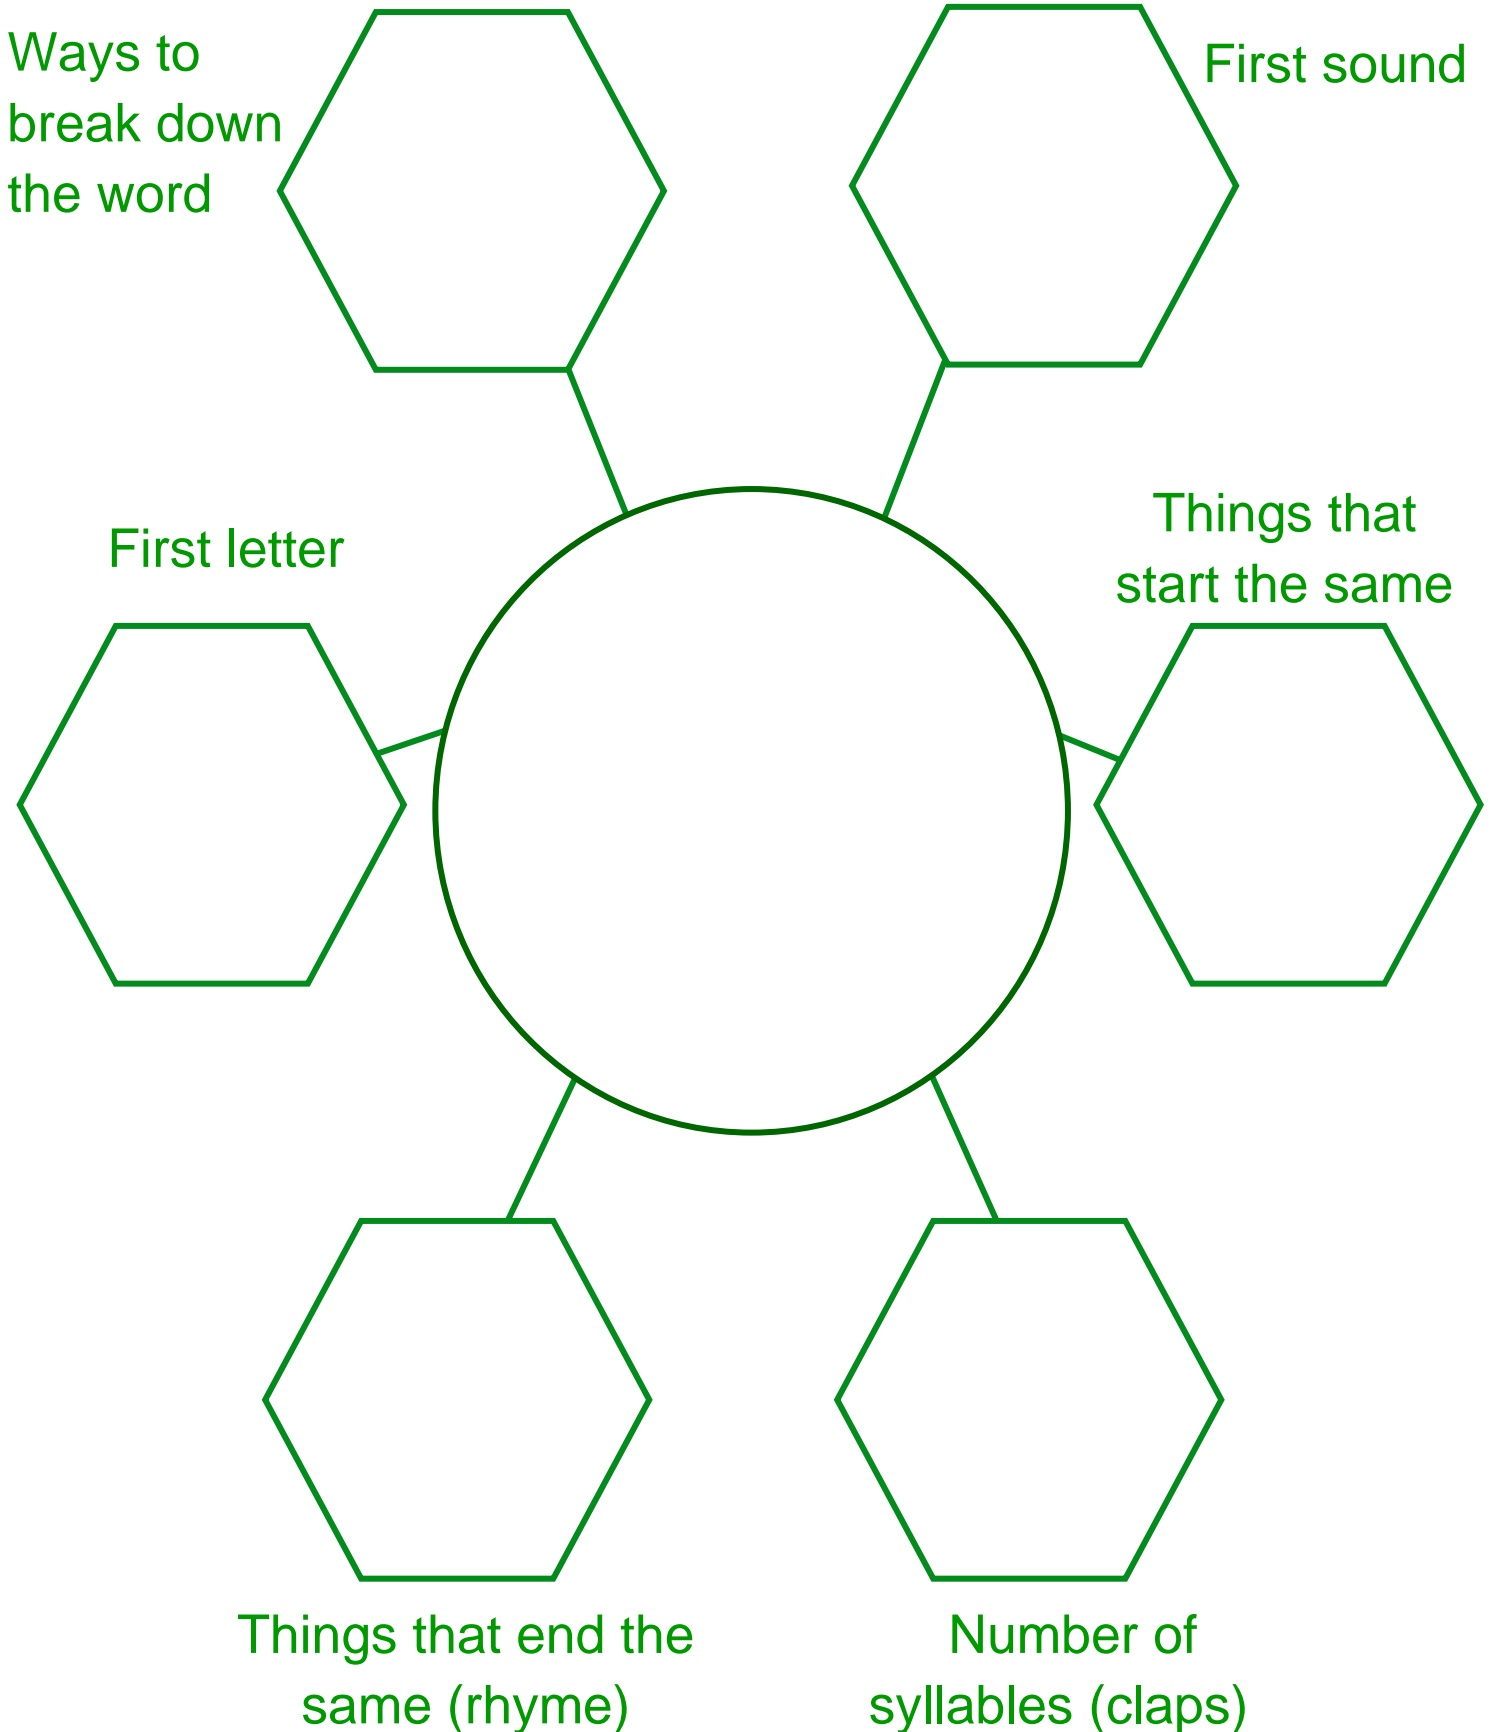 Ways to
break down
the word
First sound
First letter
Things that
start the same
Things that end the
same (rhyme)
Number of
syllables (claps)